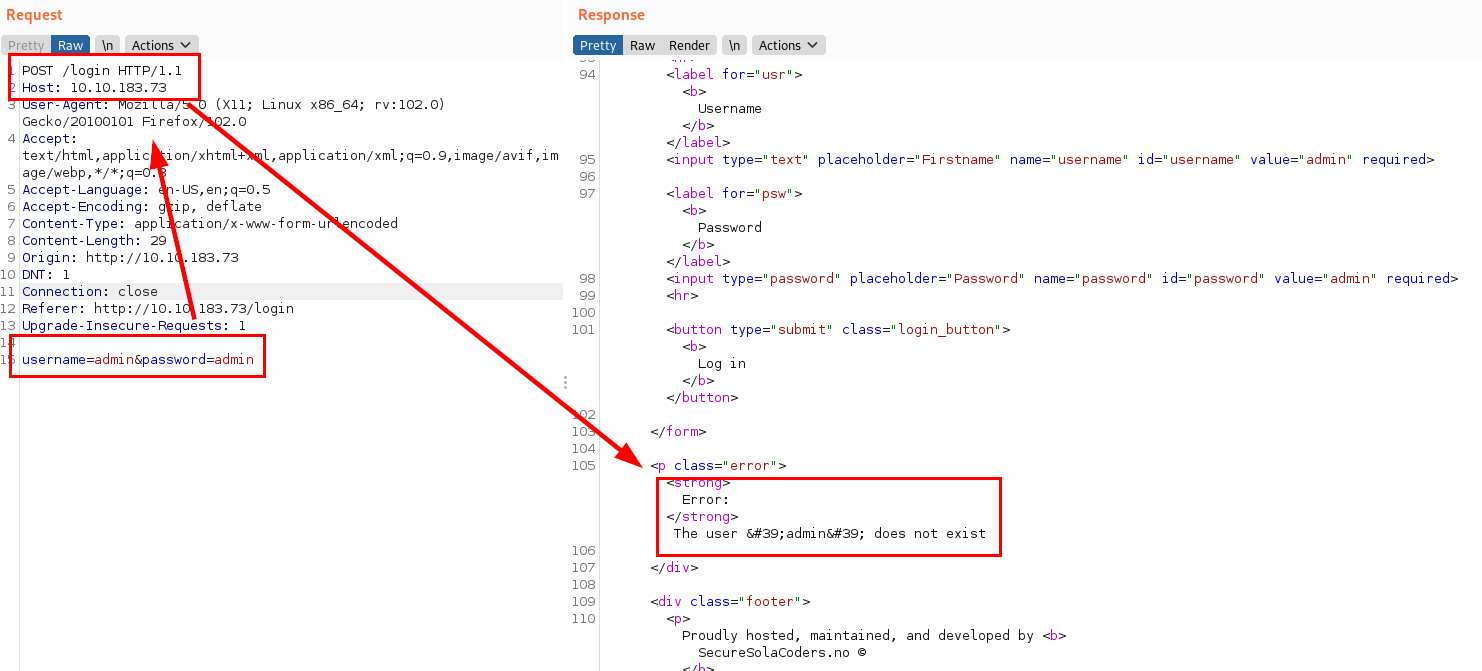 Request
Pretty Raw \n Actions
1 POST /login HTTP/1.1
2 Host: 10.10.183.73
3 User-Agent: Mozilla/5.0 (X11; Linux x86_64; rv:102.0)
Gecko/20100101 Firefox/102.0
4 Accept:
text/html,application/xhtml+xml,application/xml;q=0.9,image/avif,im
age/webp,*/*;q=0.8
5 Accept-Language: en-US,en;q=0.5
6 Accept-Encoding: gzip, deflate
7 Content-Type: application/x-www-form-urlencoded
8 Content-Length: 29
9 Origin: http://10.10.183.73
10 DNT: 1
11 Connection: close
12 Referer: http://10.10.183.73/login
13 Upgrade-Insecure-Requests: 1
14
15 username=admin&password=admin
Response
Pretty Raw Render \n Actions
93 <hr>
94 <label for="usr">
<b>
Username
</b>
</label>
95 <input type="text" placeholder="Firstname" name="username" id="username" value="admin" required>
96
97 <label for="psw">
<b>
Password
</b>
</label>
98 <input type="password" placeholder="Password" name="password" id="password" value="admin" required>
99 <hr>
100
101 <button type="submit" class="login_button">
<b>
Log in
</b>
</button>
102
103 </form>
104
105 <p class="error">
<strong>
Error:
</strong>
The user &#39;admin&#39; does not exist
106
107 </div>
108
109 <div class="footer">
110 <p>
Proudly hosted, maintained, and developed by <b>
SecureSolaCoders.no ©
</b>